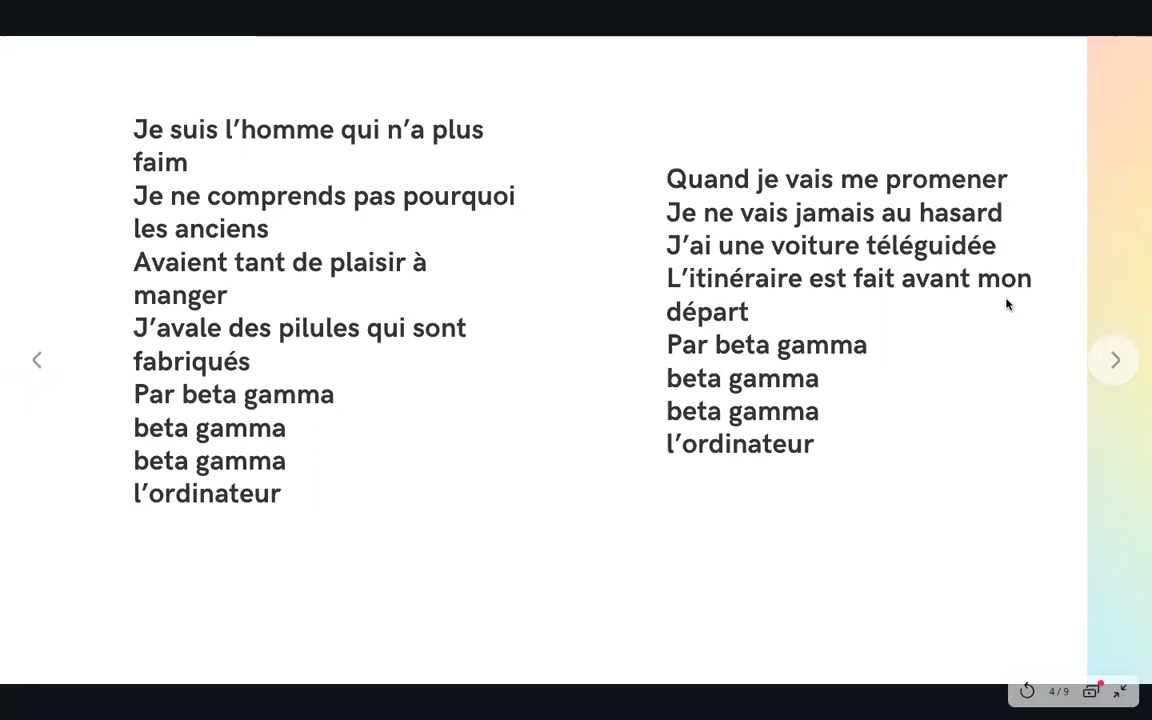 Je suis l’homme qui n’a plus
faim
Je ne comprends pas pourquoi
les anciens
Avaient tant de plaisir à
manger
J’avale des pilules qui sont
fabriqués
Par beta gamma
beta gamma
beta gamma
l’ordinateur
Quand je vais me promener
Je ne vais jamais au hasard
J’ai une voiture téléguidée
L’itinéraire est fait avant mon
départ
Par beta gamma
beta gamma
beta gamma
l’ordinateur
4/9